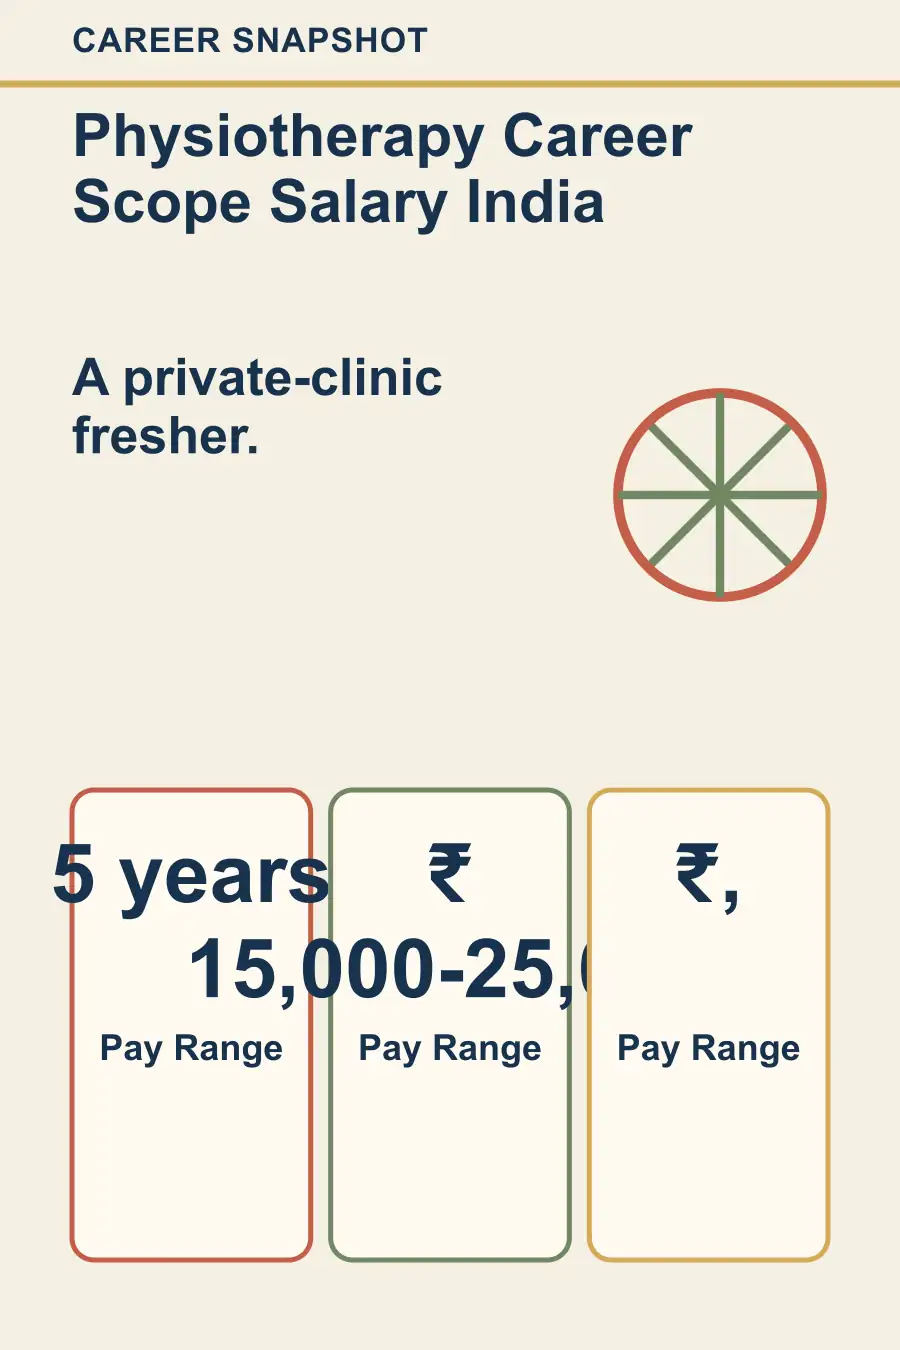 CAREER SNAPSHOT
Physiotherapy Career
Scope Salary India
A private-clinic
fresher.
5 years
Pay Range
₹
15,000-25,
Pay Range
₹,
Pay Range